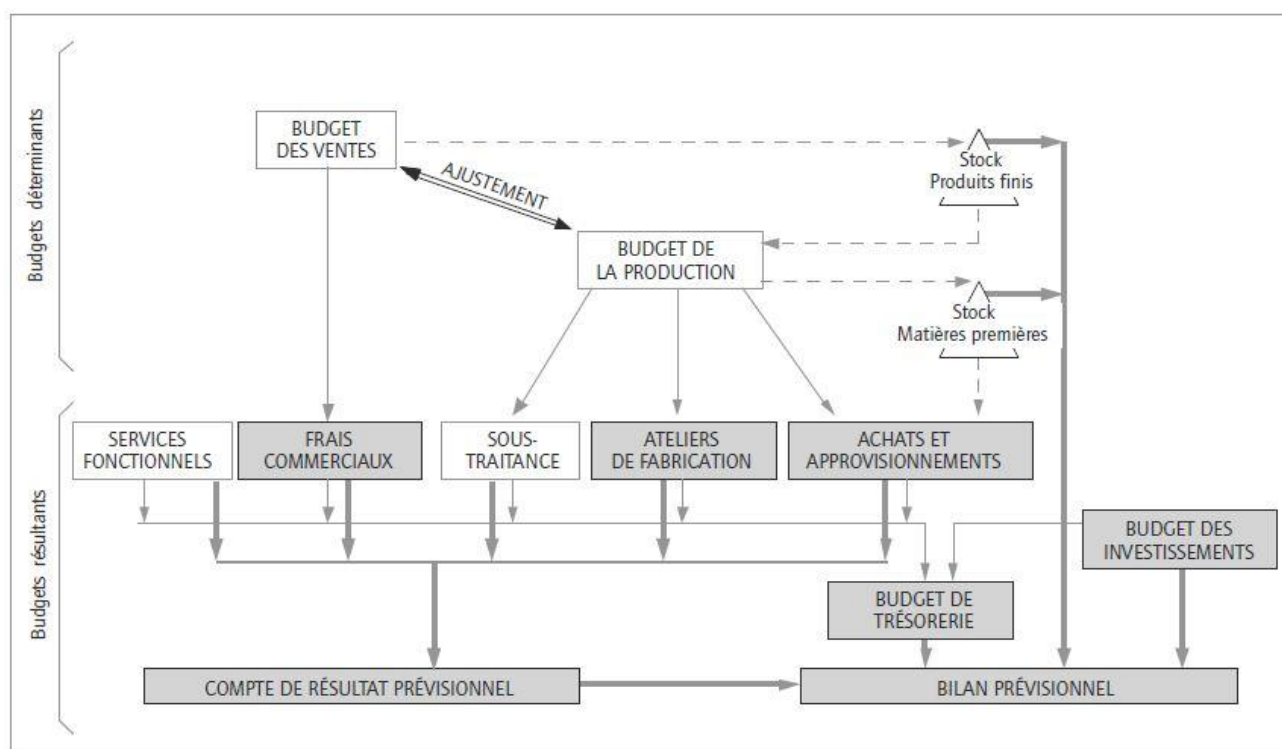 Budgets déterminants
BUDGET
DES VENTES
AJUSTEMENT
Stock
Produits finis
BUDGET DE
LA PRODUCTION
Stock
Matières premières
Budgets résultants
SERVICES
FONCTIONNELS
FRAIS
COMMERCIAUX
SOUS-
TRAITANCE
ATELIERS
DE FABRICATION
ACHATS ET
APPROVISIONNEMENTS
BUDGET DES
INVESTISSEMENTS
BUDGET DE
TRÉSORERIE
COMPTE DE RÉSULTAT PRÉVISIONNEL
BILAN PRÉVISIONNEL